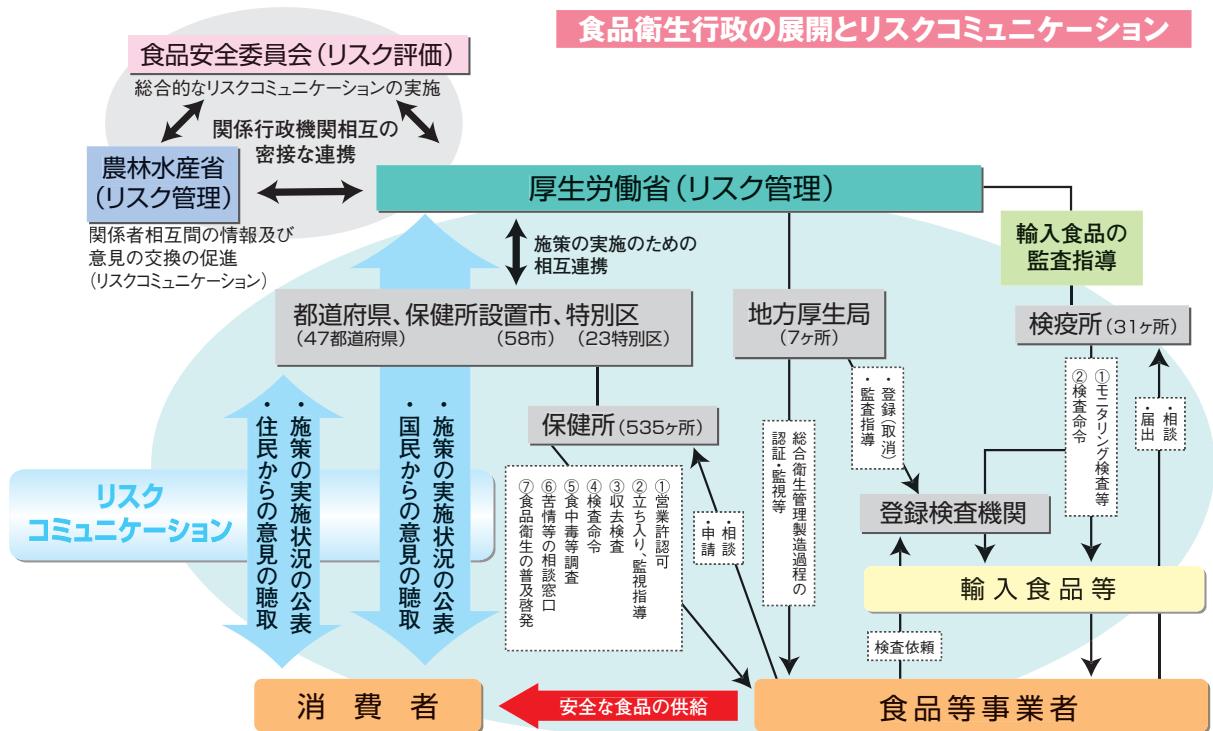 食品衛生行政の展開とリスクコミュニケーション
食品安全委員会(リスク評価)
総合的なリスクコミュニケーションの実施
関係行政機関相互の
密接な連携
農林水産省
(リスク管理)
関係者相互間の情報及び
意見の交換の促進
(リスクコミュニケーション)
厚生労働省(リスク管理)
施策の実施のための
相互連携
輸入食品の
監査指導
都道府県、保健所設置市、特別区
(47都道府県) (58市) (23特別区)
地方厚生局
(7ヶ所)
検疫所(31ヶ所)
保健所(535ヶ所)
・登録(取消)
・監査指導
①モニタリング検査等
②検査命令
・相談
・届出
総合衛生管理製造過程の
認証・監視等
・相談
・申請
①営業許認可
②立ち入り、監視指導
③収去検査
④検査命令
⑤食中毒等調査
⑥苦情等の相談窓口
⑦食品衛生の普及啓発
リスク
コミュニケーション
・施策の実施状況の公表
・住民からの意見の聴取
・施策の実施状況の公表
・国民からの意見の聴取
登録検査機関
輸入食品等
検査依頼
消費者
安全な食品の供給
食品等事業者